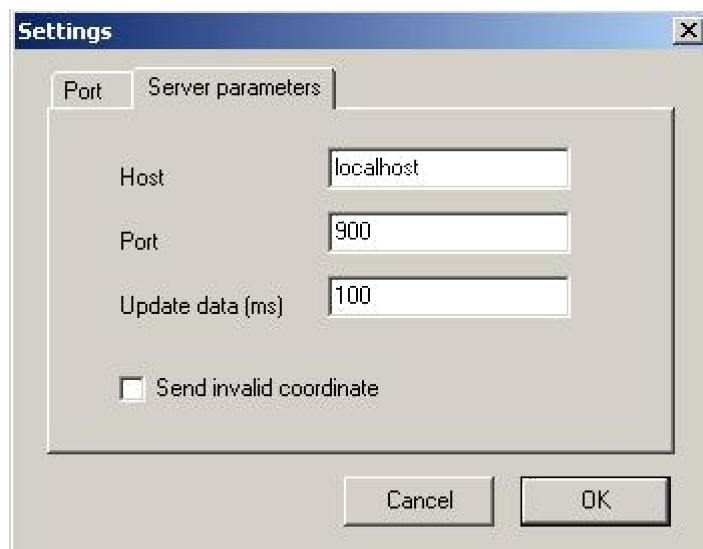 Settings
Port
Server parameters
Host
localhost
Port
900
Update data (ms)
100
Send invalid coordinate
Cancel
OK